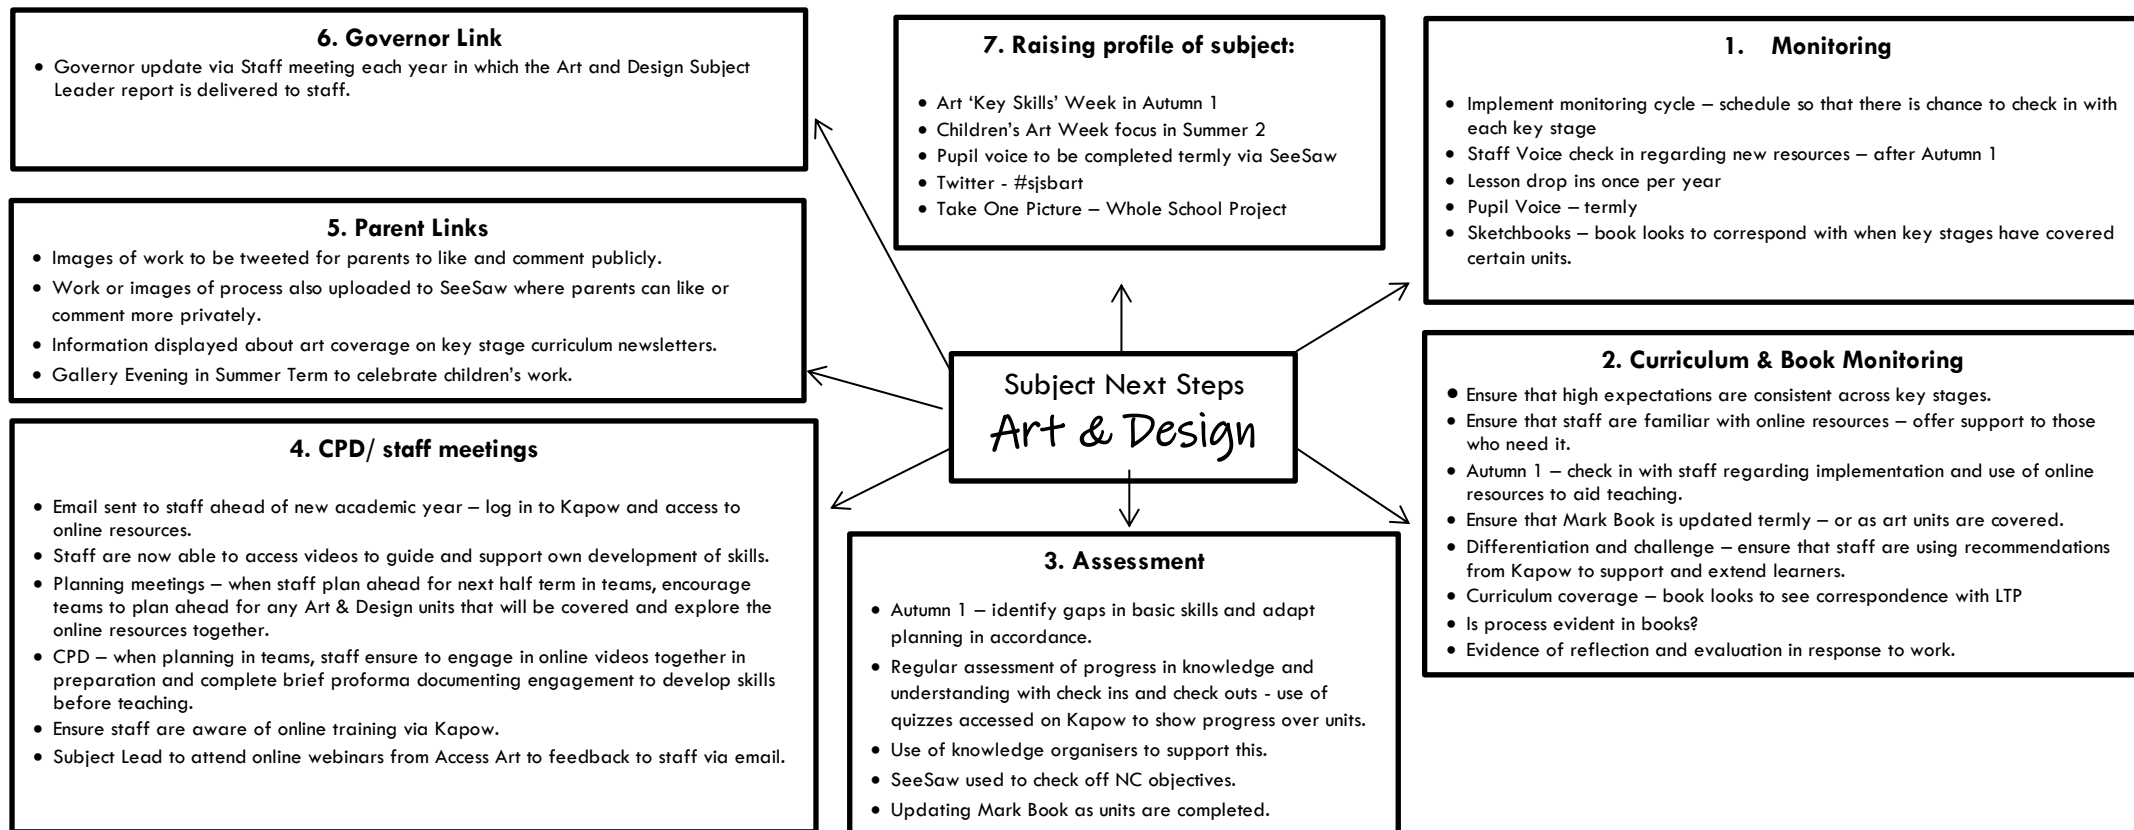 6. Governor Link
• Governor update via Staff meeting each year in which the Art and Design Subject
Leader report is delivered to staff.
7. Raising profile of subject:
• Art ‘Key Skills’ Week in Autumn 1
• Children’s Art Week focus in Summer 2
• Pupil voice to be completed termly via SeeSaw
• Twitter - #sjsbart
• Take One Picture – Whole School Project
1. Monitoring
• Implement monitoring cycle – schedule so that there is chance to check in with
each key stage
• Staff Voice check in regarding new resources – after Autumn 1
• Lesson drop ins once per year
• Pupil Voice – termly
• Sketchbooks – book looks to correspond with when key stages have covered
certain units.
5. Parent Links
• Images of work to be tweeted for parents to like and comment publicly.
• Work or images of process also uploaded to SeeSaw where parents can like or
comment more privately.
• Information displayed about art coverage on key stage curriculum newsletters.
• Gallery Evening in Summer Term to celebrate children’s work.
Subject Next Steps
Art & Design
2. Curriculum & Book Monitoring
• Ensure that high expectations are consistent across key stages.
• Ensure that staff are familiar with online resources – offer support to those
who need it.
• Autumn 1 – check in with staff regarding implementation and use of online
resources to aid teaching.
• Ensure that Mark Book is updated termly – or as art units are covered.
• Differentiation and challenge – ensure that staff are using recommendations
from Kapow to support and extend learners.
• Curriculum coverage – book looks to see correspondence with LTP
• Is process evident in books?
• Evidence of reflection and evaluation in response to work.
4. CPD/ staff meetings
• Email sent to staff ahead of new academic year – log in to Kapow and access to
online resources.
• Staff are now able to access videos to guide and support own development of skills.
• Planning meetings – when staff plan ahead for next half term in teams, encourage
teams to plan ahead for any Art & Design units that will be covered and explore the
online resources together.
• CPD – when planning in teams, staff ensure to engage in online videos together in
preparation and complete brief proforma documenting engagement to develop skills
before teaching.
• Ensure staff are aware of online training via Kapow.
• Subject Lead to attend online webinars from Access Art to feedback to staff via email.
3. Assessment
• Autumn 1 – identify gaps in basic skills and adapt
planning in accordance.
• Regular assessment of progress in knowledge and
understanding with check ins and check outs - use of
quizzes accessed on Kapow to show progress over units.
• Use of knowledge organisers to support this.
• SeeSaw used to check off NC objectives.
• Updating Mark Book as units are completed.